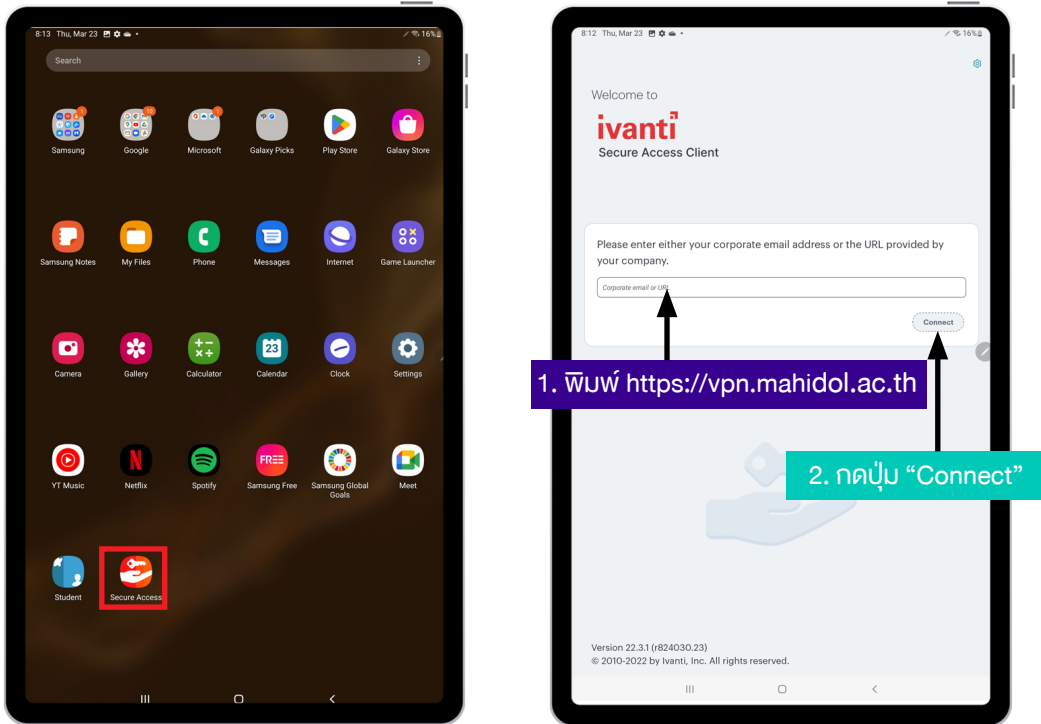 8:13 Thu, Mar 23
16%
Search
1
10
1
Samsung
Google
Microsoft
Galaxy Picks
Play Store
Galaxy Store
Samsung Notes
My Files
Phone
Messages
Internet
Game Launcher
23
Camera
Gallery
Calculator
Calendar
Clock
Settings
N
FREE
YT Music
Netflix
Spotify
Samsung Free
Samsung Global
Goals
Meet
Student
Secure Access
8:12 Thu, Mar 23
16%
Welcome to
ivanti
Secure Access Client
Please enter either your corporate email address or the URL provided by
your company.
Corporate email or URL
Connect
1. พิมพ์ https://vpn.mahidol.ac.th
2. กดปุ่ม “Connect”
Version 22.3.1 (r824030.23)
© 2010-2022 by Ivanti, Inc. All rights reserved.